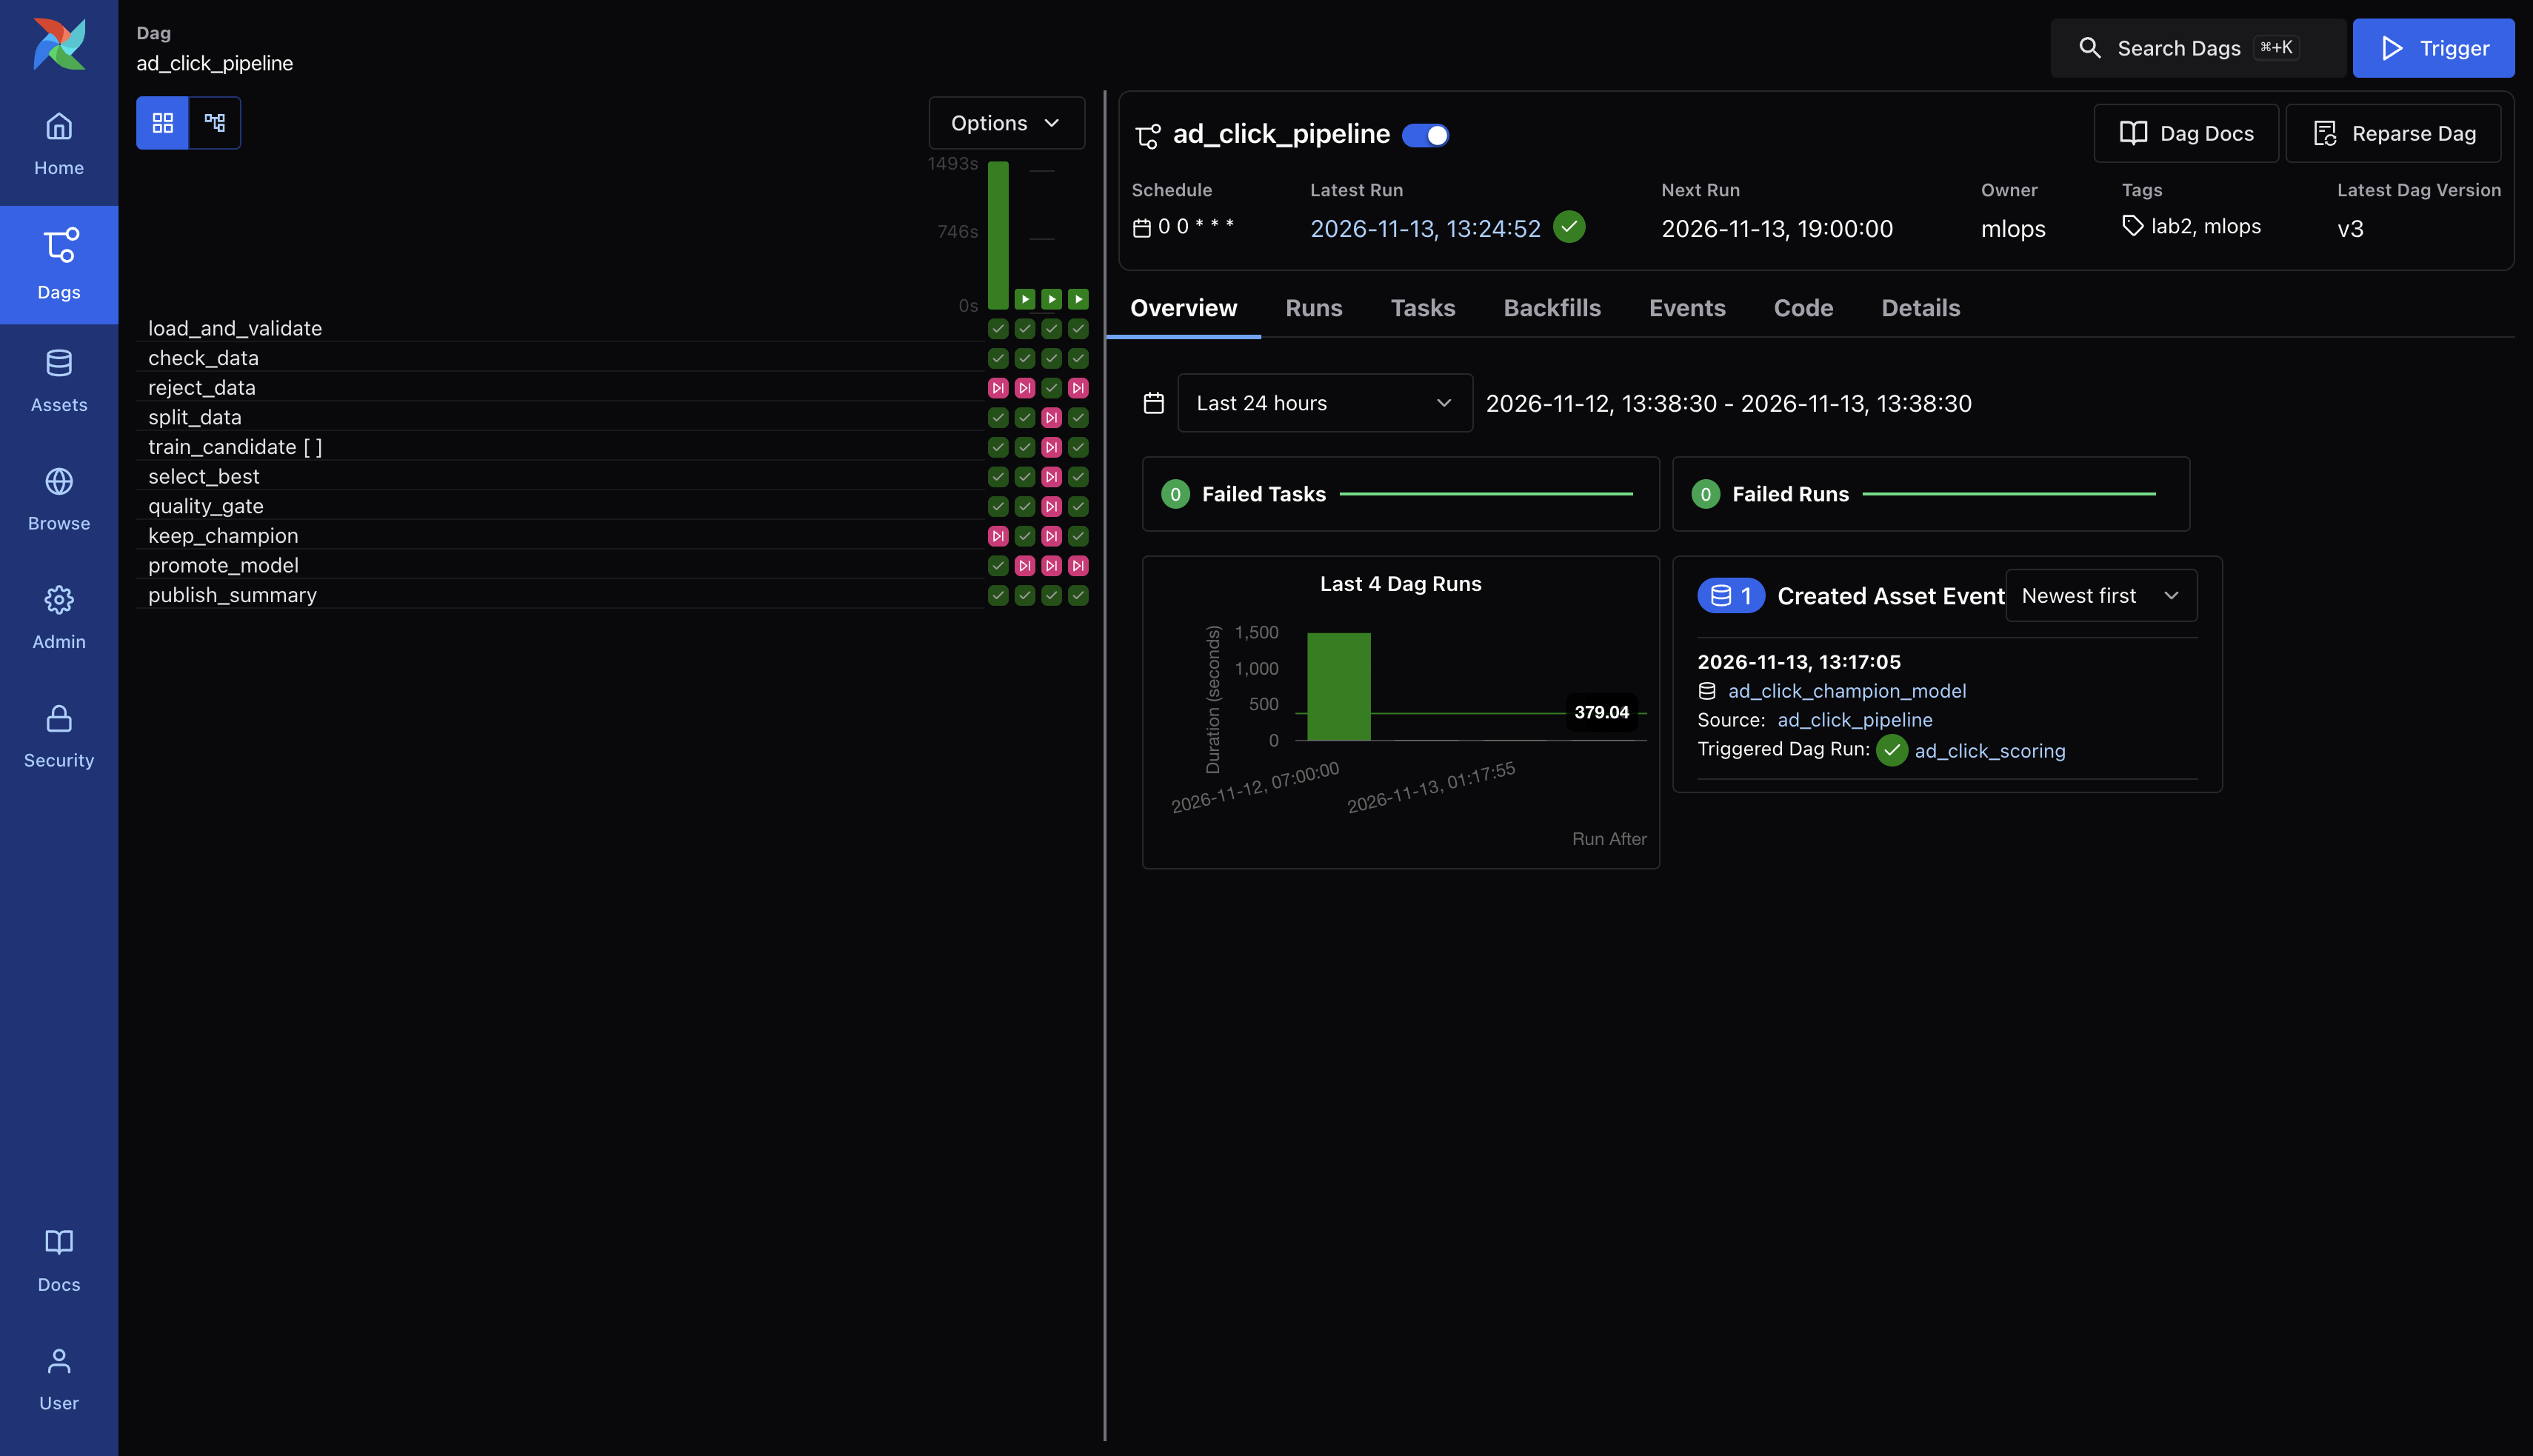 Dag
ad_click_pipeline
Search Dags ⌘+K
Trigger
Home
Dags
Assets
Browse
Admin
Security
Docs
User
Options
1493s
746s
0s
load_and_validate
check_data
reject_data
split_data
train_candidate [ ]
select_best
quality_gate
keep_champion
promote_model
publish_summary
ad_click_pipeline
Dag Docs
Reparse Dag
Schedule
Latest Run
Next Run
Owner
Tags
Latest Dag Version
0 0 * * *
2026-11-13, 13:24:52
2026-11-13, 19:00:00
mlops
lab2, mlops
v3
Overview
Runs
Tasks
Backfills
Events
Code
Details
Last 24 hours
2026-11-12, 13:38:30 - 2026-11-13, 13:38:30
0 Failed Tasks
0 Failed Runs
Last 4 Dag Runs
Duration (seconds)
1,500
1,000
500
0
379.04
2026-11-12, 07:00:00
2026-11-13, 01:17:55
Run After
1 Created Asset Event
Newest first
2026-11-13, 13:17:05
ad_click_champion_model
Source: ad_click_pipeline
Triggered Dag Run: ad_click_scoring